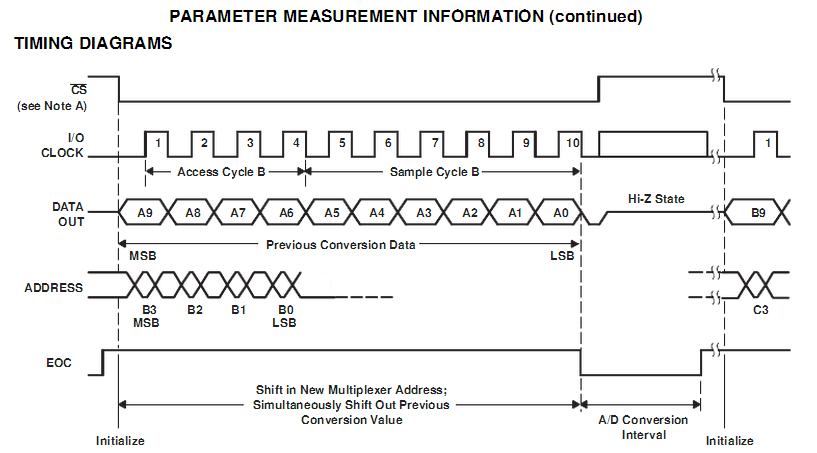 PARAMETER MEASUREMENT INFORMATION (continued)
TIMING DIAGRAMS
CS
(see Note A)
I/O
CLOCK
1 2 3 4 5 6 7 8 9 10 1
Access Cycle B Sample Cycle B
Hi-Z State
DATA
OUT
A9 A8 A7 A6 A5 A4 A3 A2 A1 A0 B9
Previous Conversion Data
MSB LSB
ADDRESS
B3 B2 B1 B0 C3
MSB LSB
EOC
Shift in New Multiplexer Address;
Simultaneously Shift Out Previous
Conversion Value
A/D Conversion
Interval
Initialize Initialize